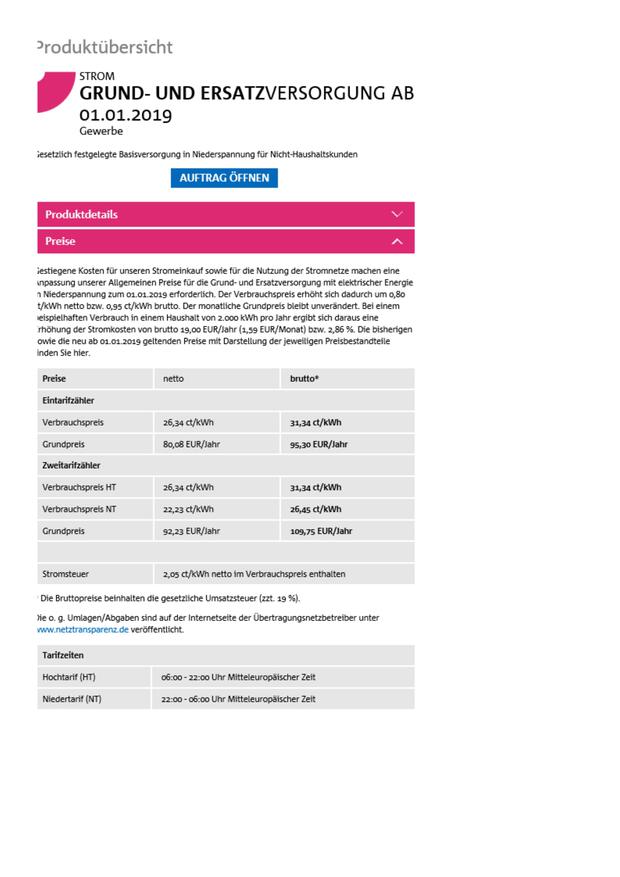 Produktübersicht
STROM
GRUND- UND ERSATZVERSORGUNG AB
01.01.2019
Gewerbe
Gesetzlich festgelegte Basisversorgung in Niederspannung für Nicht-Haushaltskunden
AUFTRAG ÖFFNEN
Produktdetails
Preise
Gestiegene Kosten für unseren Stromeinkauf sowie für die Nutzung der Stromnetze machen eine
Anpassung unserer Allgemeinen Preise für die Grund- und Ersatzversorgung mit elektrischer Energie
in Niederspannung zum 01.01.2019 erforderlich. Der Verbrauchspreis erhöht sich dadurch um 0,80
ct/kWh netto bzw. 0,95 ct/kWh brutto. Der monatliche Grundpreis bleibt unverändert. Bei einem
beispielhaften Verbrauch in einem Haushalt von 2.000 kWh pro Jahr ergibt sich daraus eine
Erhöhung der Stromkosten von brutto 19,00 EUR/Jahr (1,59 EUR/Monat) bzw. 2,86 %. Die bisherigen
sowie die neu ab 01.01.2019 geltenden Preise mit Darstellung der jeweiligen Preisbestandteile
finden Sie hier.
Preise netto brutto*
Eintarifzähler
Verbrauchspreis 26,34 ct/kWh 31,34 ct/kWh
Grundpreis 80,08 EUR/Jahr 95,30 EUR/Jahr
Zweitarifzähler
Verbrauchspreis HT 26,34 ct/kWh 31,34 ct/kWh
Verbrauchspreis NT 22,23 ct/kWh 26,45 ct/kWh
Grundpreis 92,23 EUR/Jahr 109,75 EUR/Jahr
Stromsteuer 2,05 ct/kWh netto im Verbrauchspreis enthalten
* Die Bruttopreise beinhalten die gesetzliche Umsatzsteuer (zzt. 19 %).
Die o. g. Umlagen/Abgaben sind auf der Internetseite der Übertragungsnetzbetreiber unter
www.netztransparenz.de veröffentlicht.
Tarifzeiten
Hochtarif (HT) 06:00 - 22:00 Uhr Mitteleuropäischer Zeit
Niedertarif (NT) 22:00 - 06:00 Uhr Mitteleuropäischer Zeit